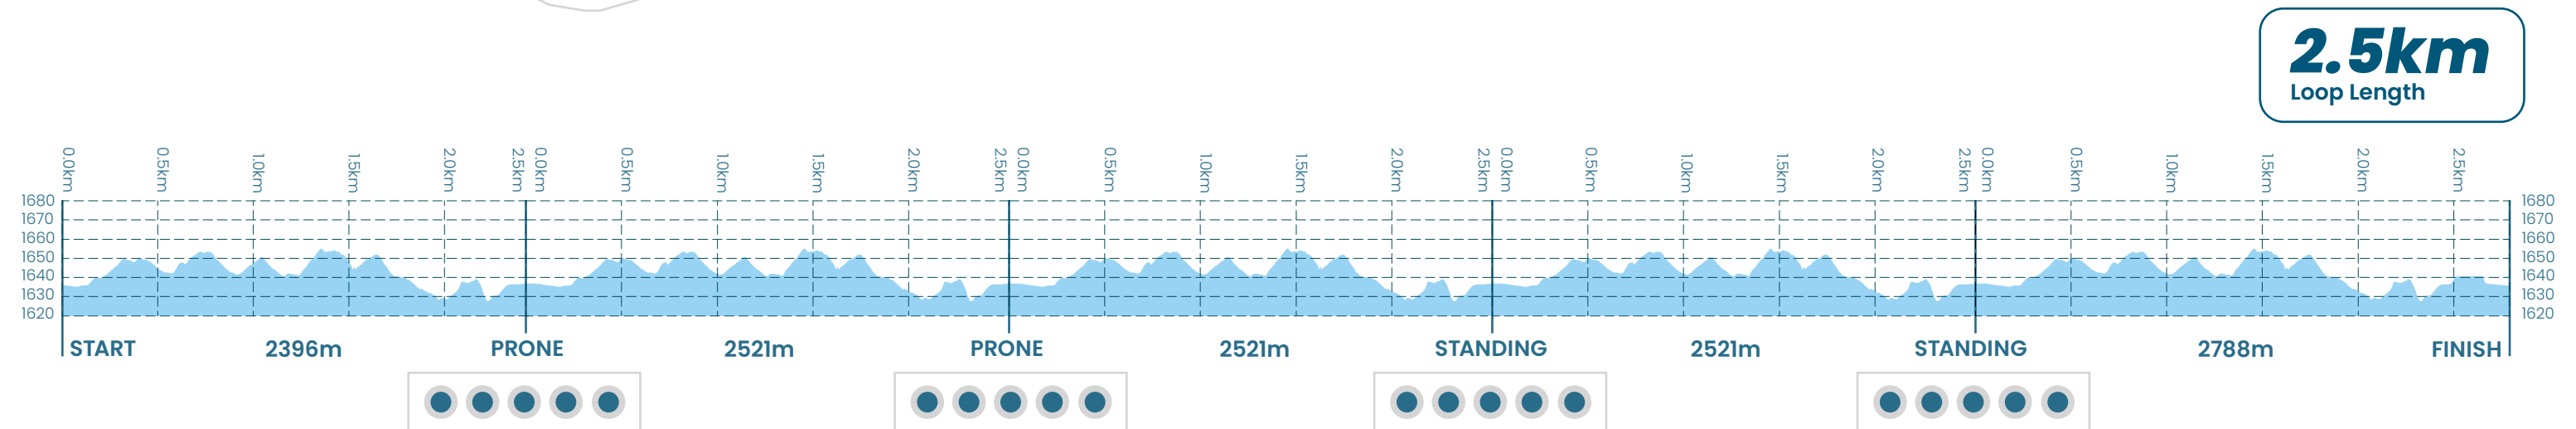 2.5km
Loop Length
0.0km 0.5km 1.0km 1.5km 2.0km 2.5km 0.0km 0.5km 1.0km 1.5km 2.0km 2.5km 0.0km 0.5km 1.0km 1.5km 2.0km 2.5km 0.0km 0.5km 1.0km 1.5km 2.0km 2.5km 0.0km 0.5km 1.0km 1.5km 2.0km 2.5km
1680 1680
1670 1670
1660 1660
1650 1650
1640 1640
1630 1630
1620 1620
START 2396m PRONE 2521m PRONE 2521m STANDING 2521m STANDING 2788m FINISH